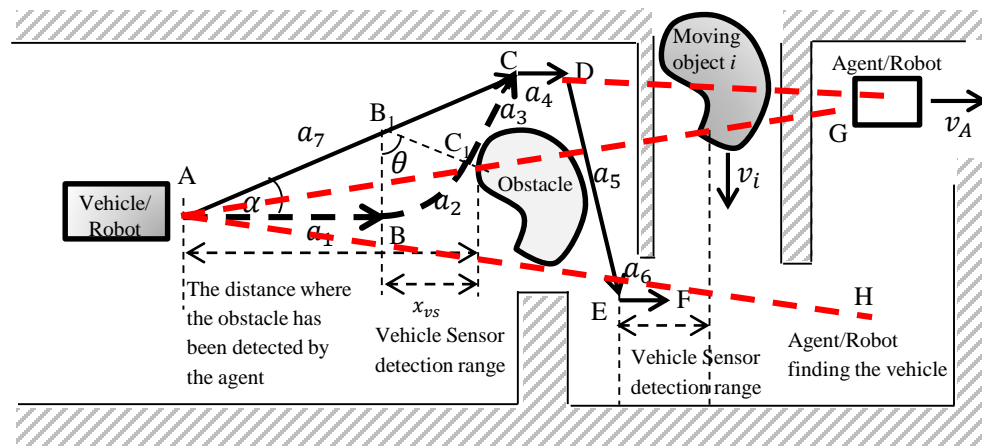 Moving
object i
Agent/Robot
C
D
a₄
a₃
B₁
a₇
G
v_A
C₁
θ
A
Obstacle
a₅
v_i
Vehicle/
Robot
α
a₂
a₁
B
a₆
H
E
F
x_vs
The distance where
the obstacle has
been detected by
the agent
Vehicle Sensor
detection range
Vehicle Sensor
detection range
Agent/Robot
finding the vehicle